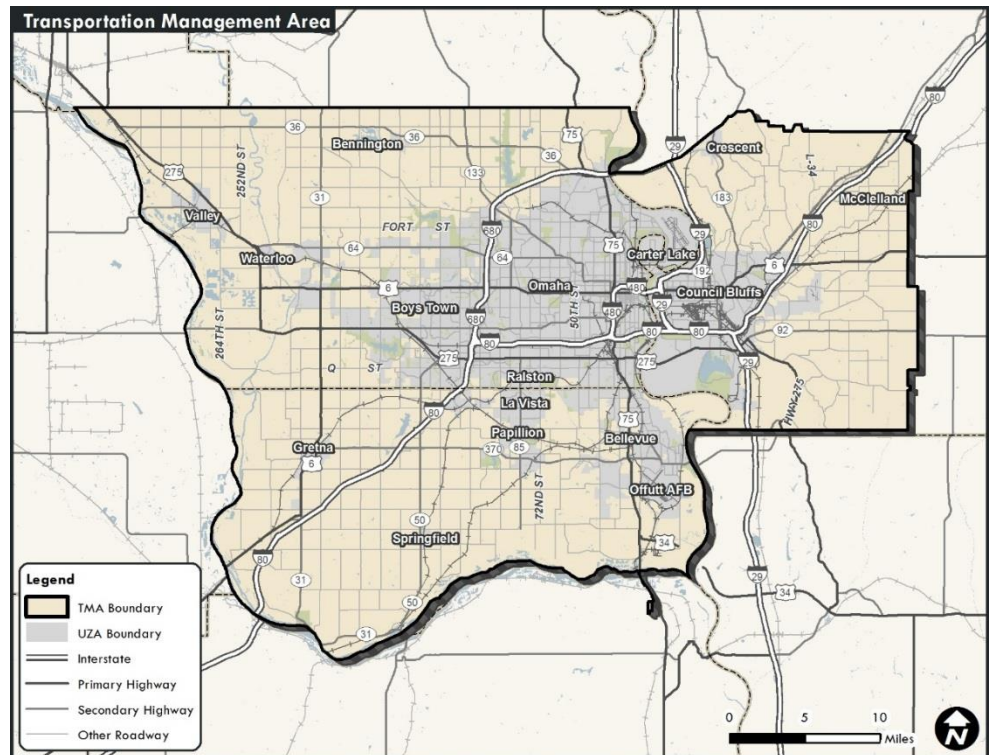 Transportation Management Area
80
36
75
29
Bennington
36
Crescent
36
L-34
275
252ND ST
133
183
McClelland
31
Valley
680
80
FORT ST
29
64
75
Carter Lake
Waterloo
64
192
6
6
Omaha
480
Council Bluffs
Boys Town
50TH ST
29
264TH ST
680
480
80
80
80
92
275
275
29
Q ST
Ralston
HWY-275
80
La Vista
75
Papillion
Bellevue
Gretna
370
85
6
72ND ST
Offutt AFB
50
Springfield
34
80
31
29
34
50
31
Legend
TMA Boundary
UZA Boundary
Interstate
Primary Highway
Secondary Highway
Other Roadway
0 5 10
Miles
N